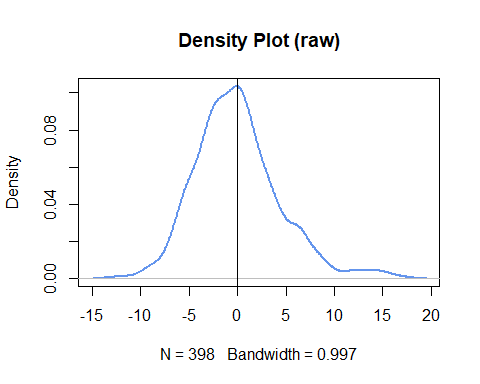 Density Plot (raw)
Density
0.08
0.04
0.00
-15 -10 -5 0 5 10 15 20
N = 398 Bandwidth = 0.997